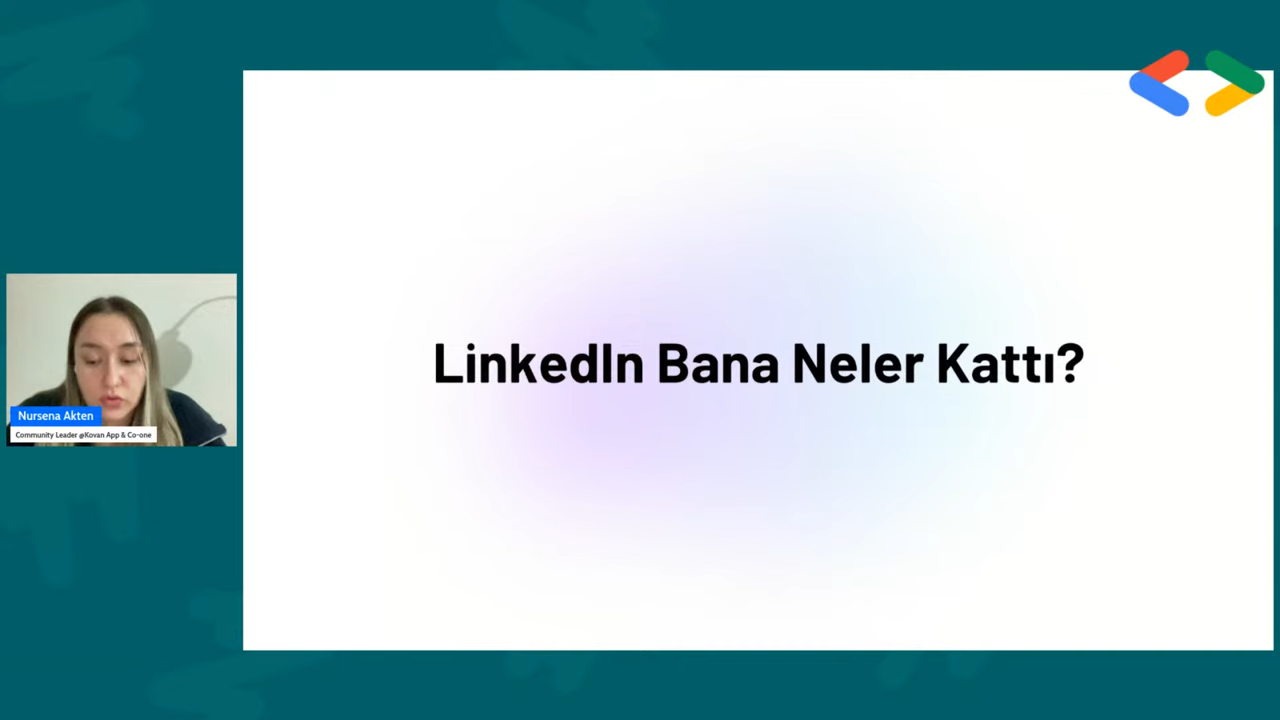 LinkedIn Bana Neler Kattı?
Nursena Akten
Community Leader @Kovan App & Co-one